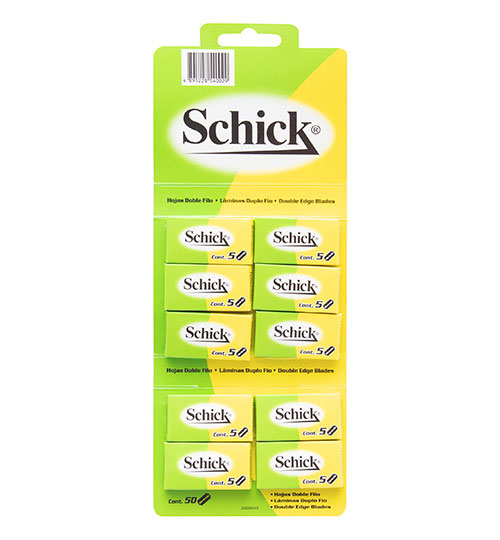 4 891228 540029
Schick®
Hojas Doble Filo • Lâminas Duplo Fio • Double Edge Blades
Schick®
Cont. 5
Schick®
Cont. 5
Schick®
Cont. 5
Schick®
Cont. 5
Schick®
Cont. 5
Schick®
Cont. 5
Hojas Doble Filo • Lâminas Duplo Fio • Double Edge Blades
Schick®
Cont. 5
Schick®
Cont. 5
Schick®
Cont. 5
Schick®
Cont. 5
Cont. 50
• Hojas Doble Filo
• Lâminas Duplo Fio
• Double Edge Blades